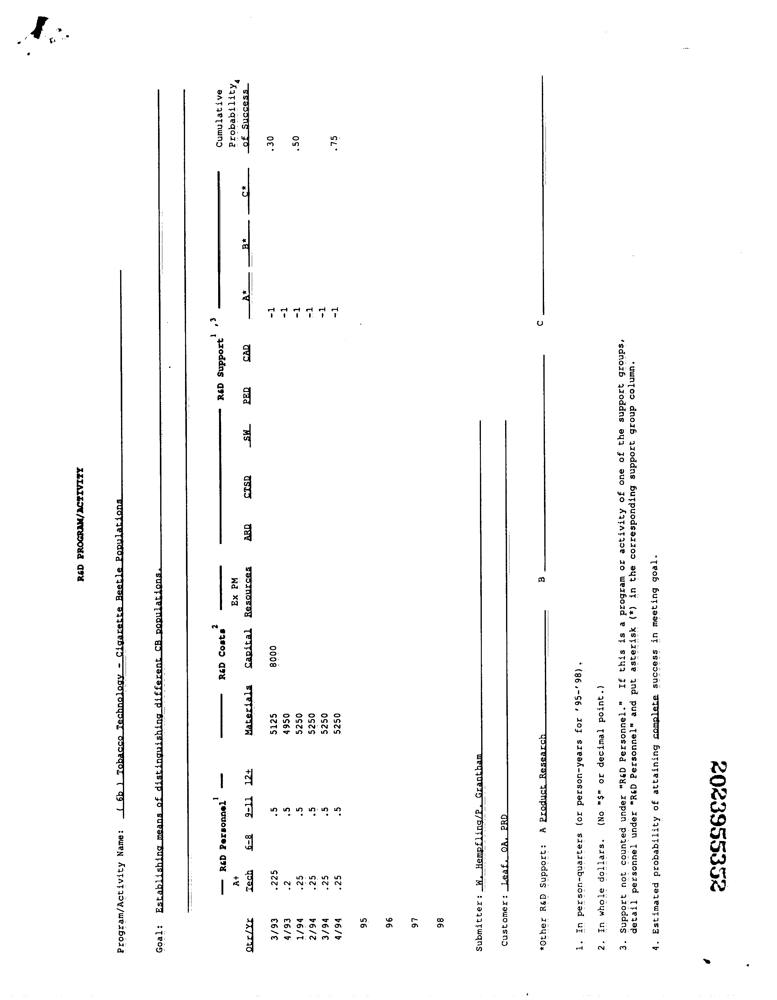 R&D PROGRAM/ACTIVITY
Program/Activity Name: ( 6b ) Tobacco Technology - Cigarette Beetle Populations
Goal: Establishing means of distinguishing different CB populations.
R&D Personnel1 R&D Costs2 R&D Support1 ,3 Cumulative
A+ Ex PM Probability4
Qtr/Yr Tech 6-8 9-11 12+ Materials Capital Resources ARD CTSD SW PED CAD A* B* C* of Success
3/93 .225 .5 5125 8000 -1 .30
4/93 .2 .5 4950 -1
1/94 .25 .5 5250 -1 .50
2/94 .25 .5 5250 -1
3/94 .25 .5 5250 -1
4/94 .25 .5 5250 -1 .75
95
96
97
98
Submitter: W. Hempfling/P. Grantham
Customer: Leaf, QA, PRD
*Other R&D Support: A Product Research B C
1. In person-quarters (or person-years for '95-'98).
2. In whole dollars. (No "$" or decimal point.)
3. Support not counted under "R&D Personnel." If this is a program or activity of one of the support groups,
detail personnel under "R&D Personnel" and put asterisk (*) in the corresponding support group column.
4. Estimated probability of attaining complete success in meeting goal.
2023955352